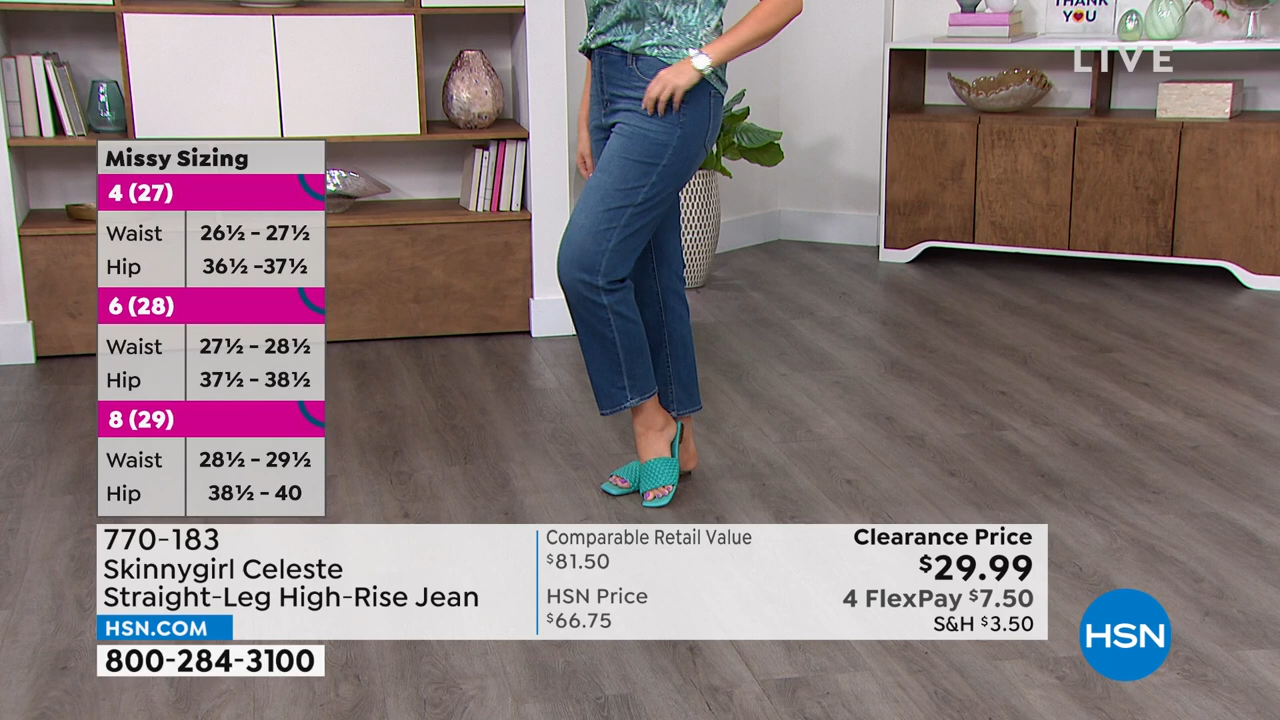 THANK
YOU
LIVE
Missy Sizing
4 (27)
Waist 26½ – 27½
Hip 36½ –37½
6 (28)
Waist 27½ – 28½
Hip 37½ – 38½
8 (29)
Waist 28½ – 29½
Hip 38½ – 40
770-183
Skinnygirl Celeste
Straight-Leg High-Rise Jean
HSN.COM
800-284-3100
Comparable Retail Value
$81.50
HSN Price
$66.75
Clearance Price
$29.99
4 FlexPay $7.50
S&H $3.50
HSN